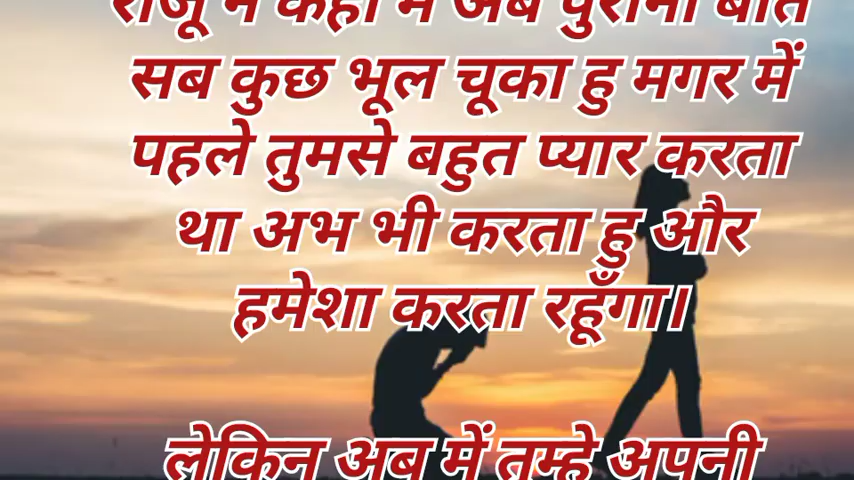 राजू ने कहा में अब पुरानी बाते
सब कुछ भूल चूका हु मगर में
पहले तुमसे बहुत प्यार करता
था अभ भी करता हु और
हमेशा करता रहूँगा।
लेकिन अब में तुम्हे अपनी